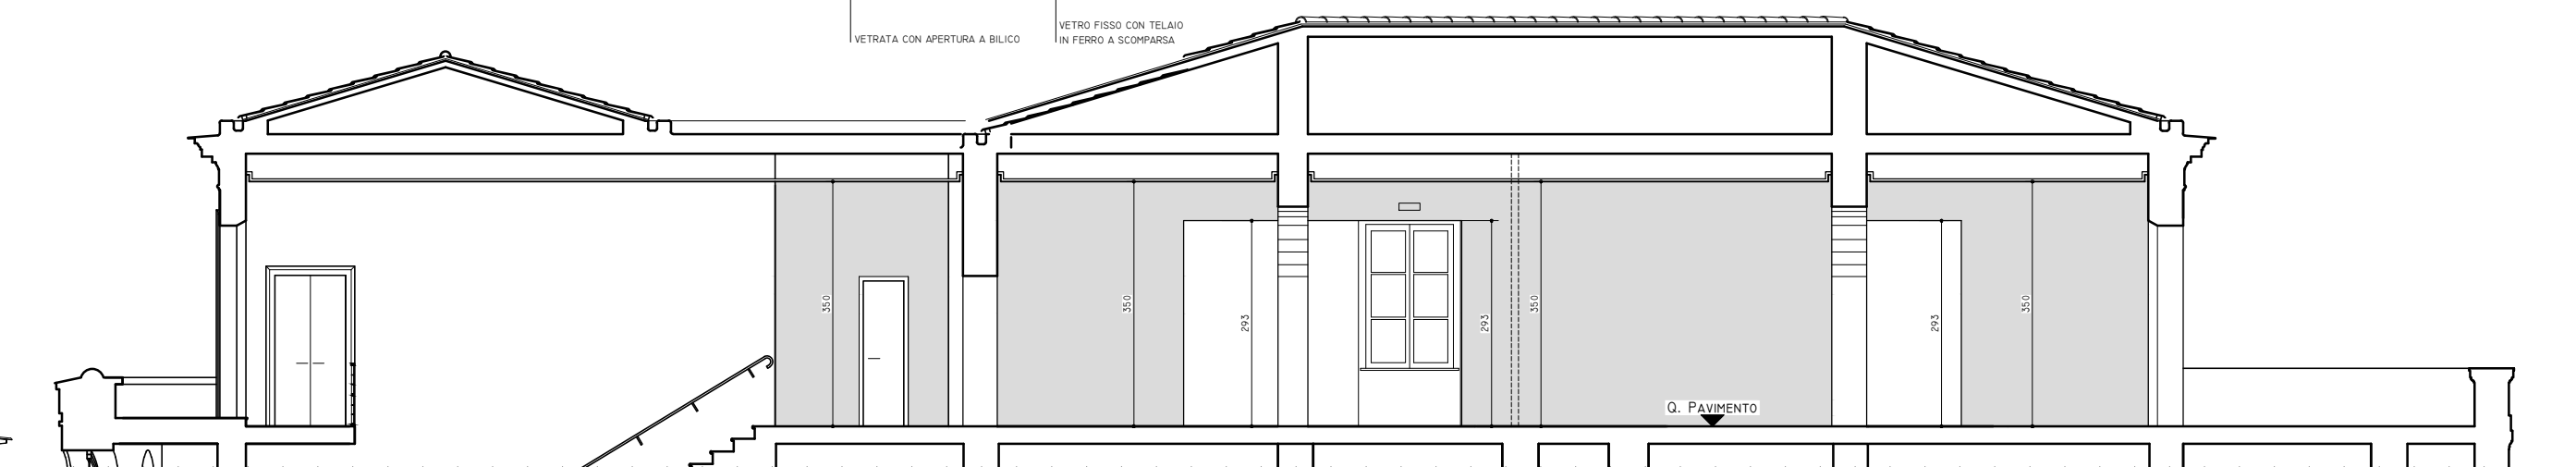 VETRATA CON APERTURA A BILICO
VETRO FISSO CON TELAIO
IN FERRO A SCOMPARSA
350
350
293
293
350
293
350
Q. PAVIMENTO